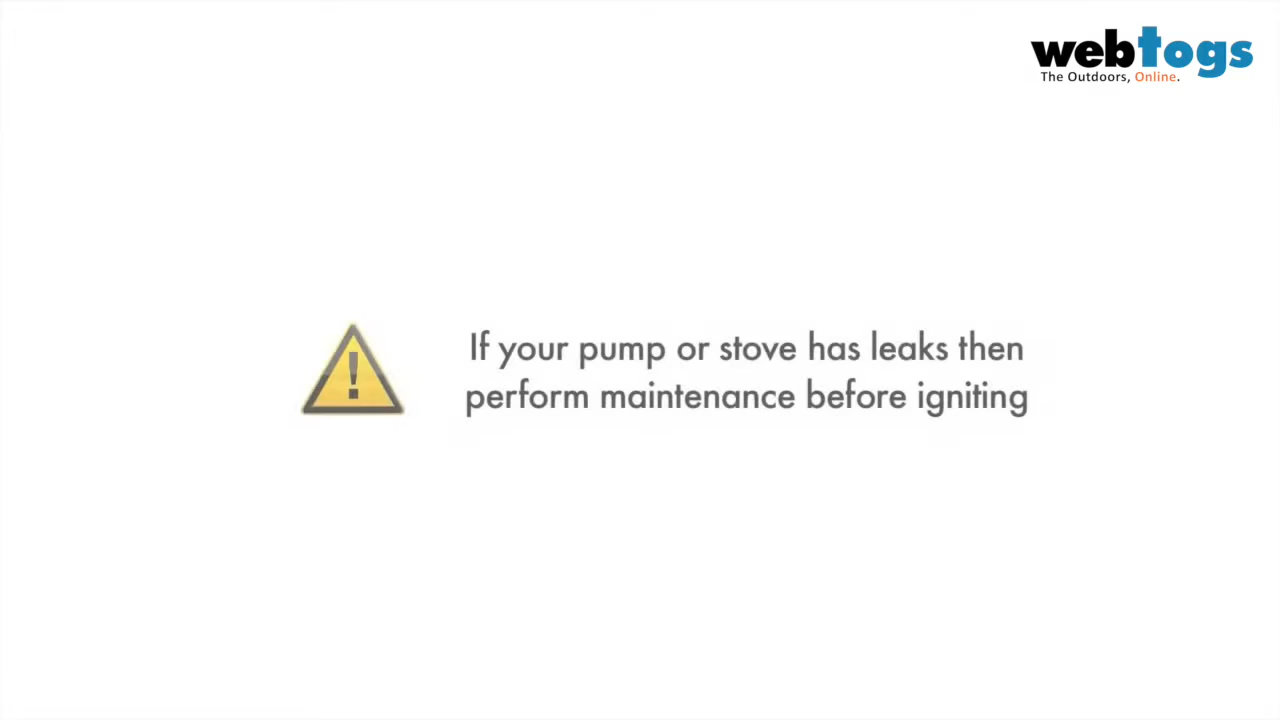 webtogs
The Outdoors, Online.
If your pump or stove has leaks then
perform maintenance before igniting